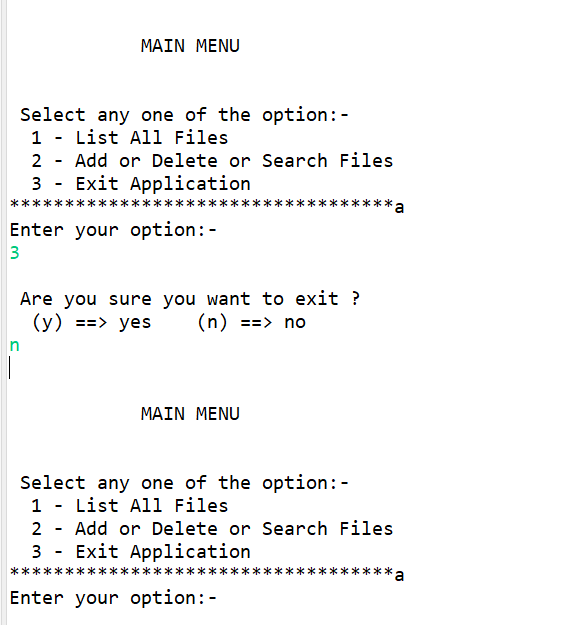 MAIN MENU
Select any one of the option:-
1 - List All Files
2 - Add or Delete or Search Files
3 - Exit Application
***********************************a
Enter your option:-
3
Are you sure you want to exit ?
(y) ==> yes    (n) ==> no
n
MAIN MENU
Select any one of the option:-
1 - List All Files
2 - Add or Delete or Search Files
3 - Exit Application
***********************************a
Enter your option:-